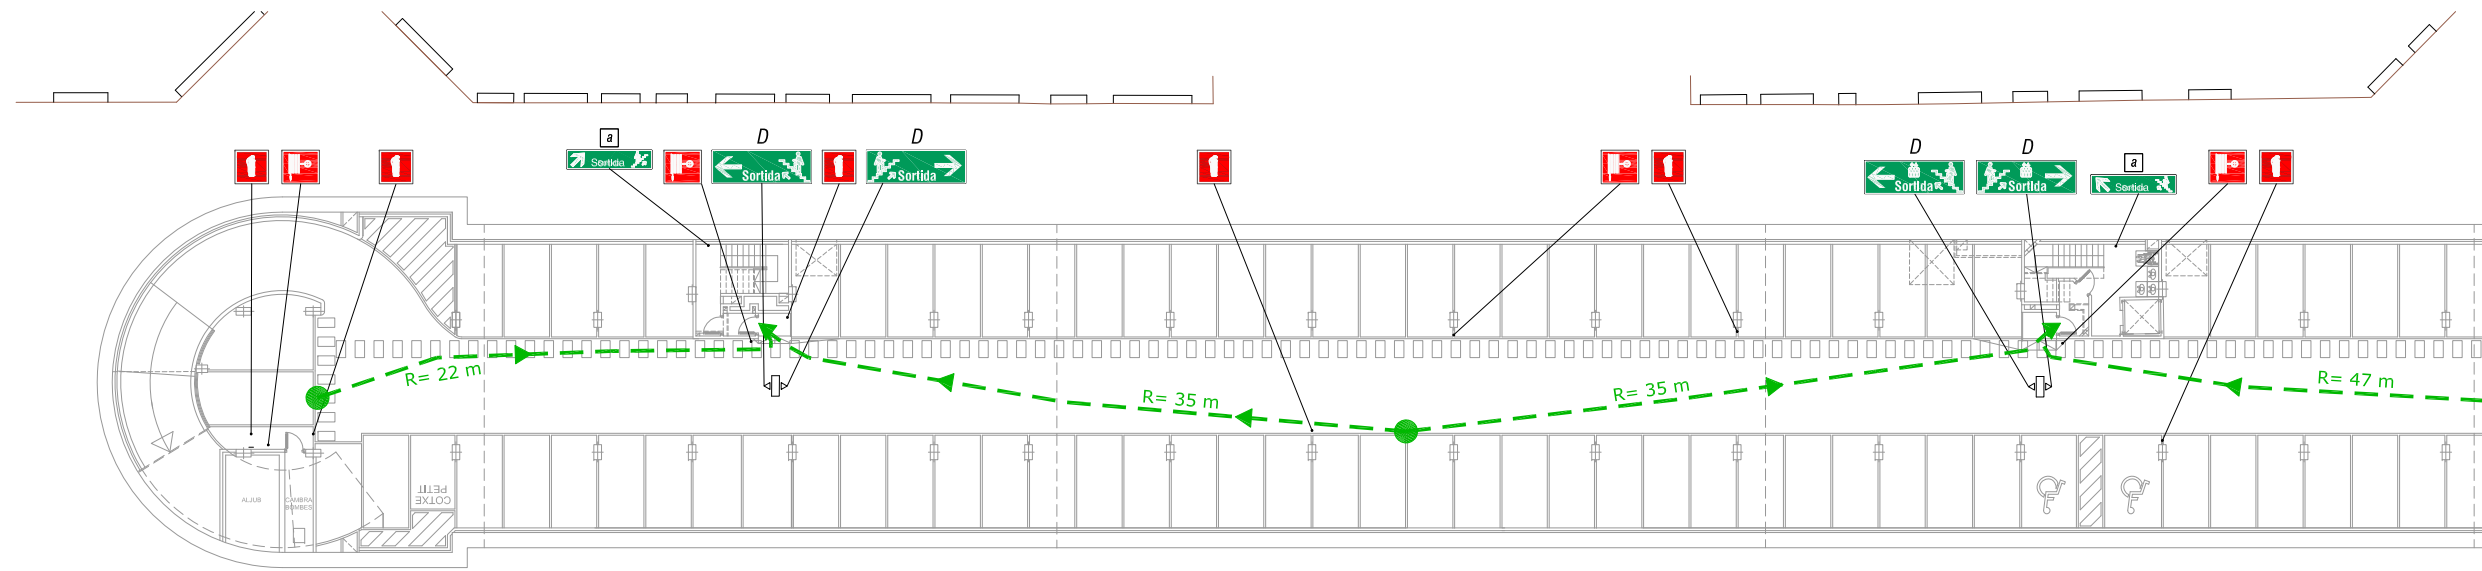 a
D
D
D
D
a
Sortida
Sortida
Sortida
Sortida
Sortida
Sortida
R= 22 m
R= 35 m
R= 35 m
R= 47 m
COTXE
PETIT
ALJUB
CAMBRA
BOMBES